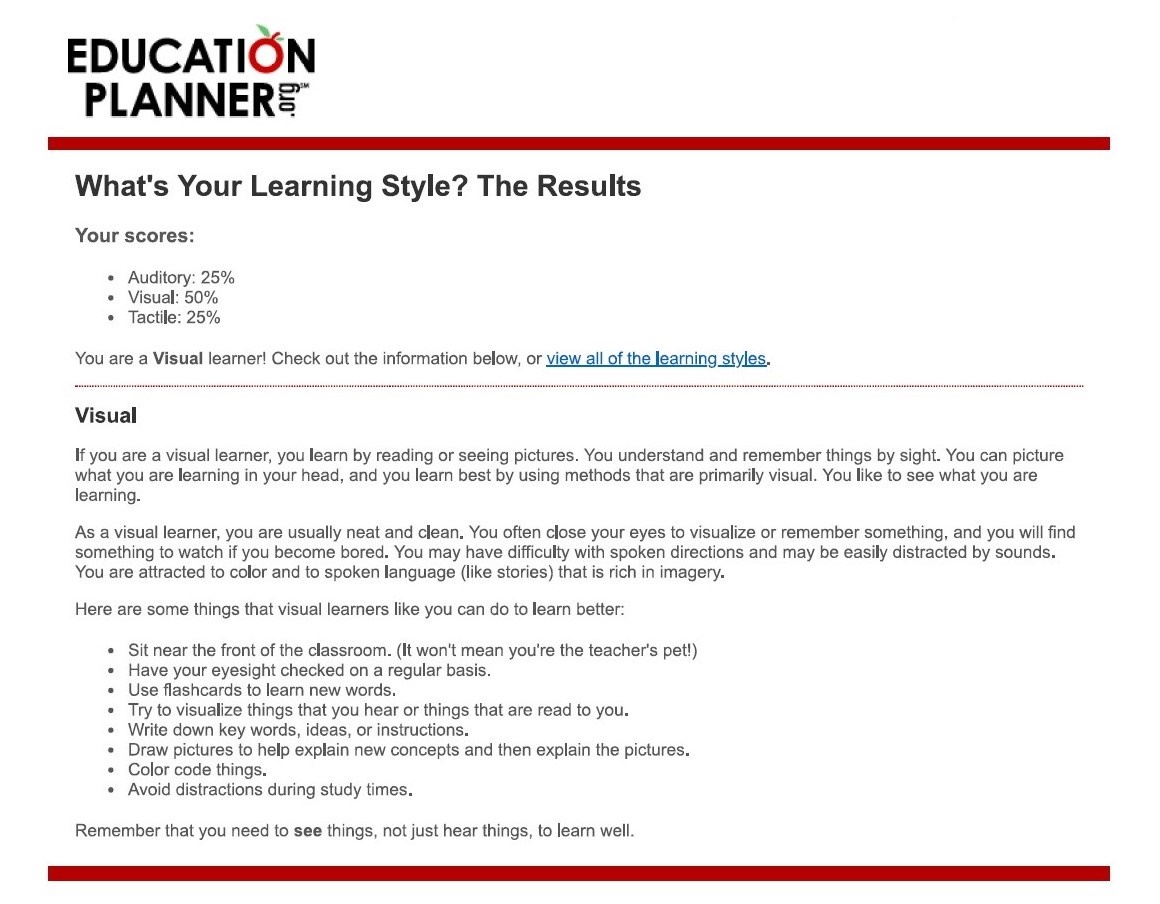 EDUCATION
PLANNER.org℠
What's Your Learning Style? The Results
Your scores:
• Auditory: 25%
• Visual: 50%
• Tactile: 25%
You are a Visual learner! Check out the information below, or view all of the learning styles.
Visual
If you are a visual learner, you learn by reading or seeing pictures. You understand and remember things by sight. You can picture
what you are learning in your head, and you learn best by using methods that are primarily visual. You like to see what you are
learning.
As a visual learner, you are usually neat and clean. You often close your eyes to visualize or remember something, and you will find
something to watch if you become bored. You may have difficulty with spoken directions and may be easily distracted by sounds.
You are attracted to color and to spoken language (like stories) that is rich in imagery.
Here are some things that visual learners like you can do to learn better:
• Sit near the front of the classroom. (It won't mean you're the teacher's pet!)
• Have your eyesight checked on a regular basis.
• Use flashcards to learn new words.
• Try to visualize things that you hear or things that are read to you.
• Write down key words, ideas, or instructions.
• Draw pictures to help explain new concepts and then explain the pictures.
• Color code things.
• Avoid distractions during study times.
Remember that you need to see things, not just hear things, to learn well.